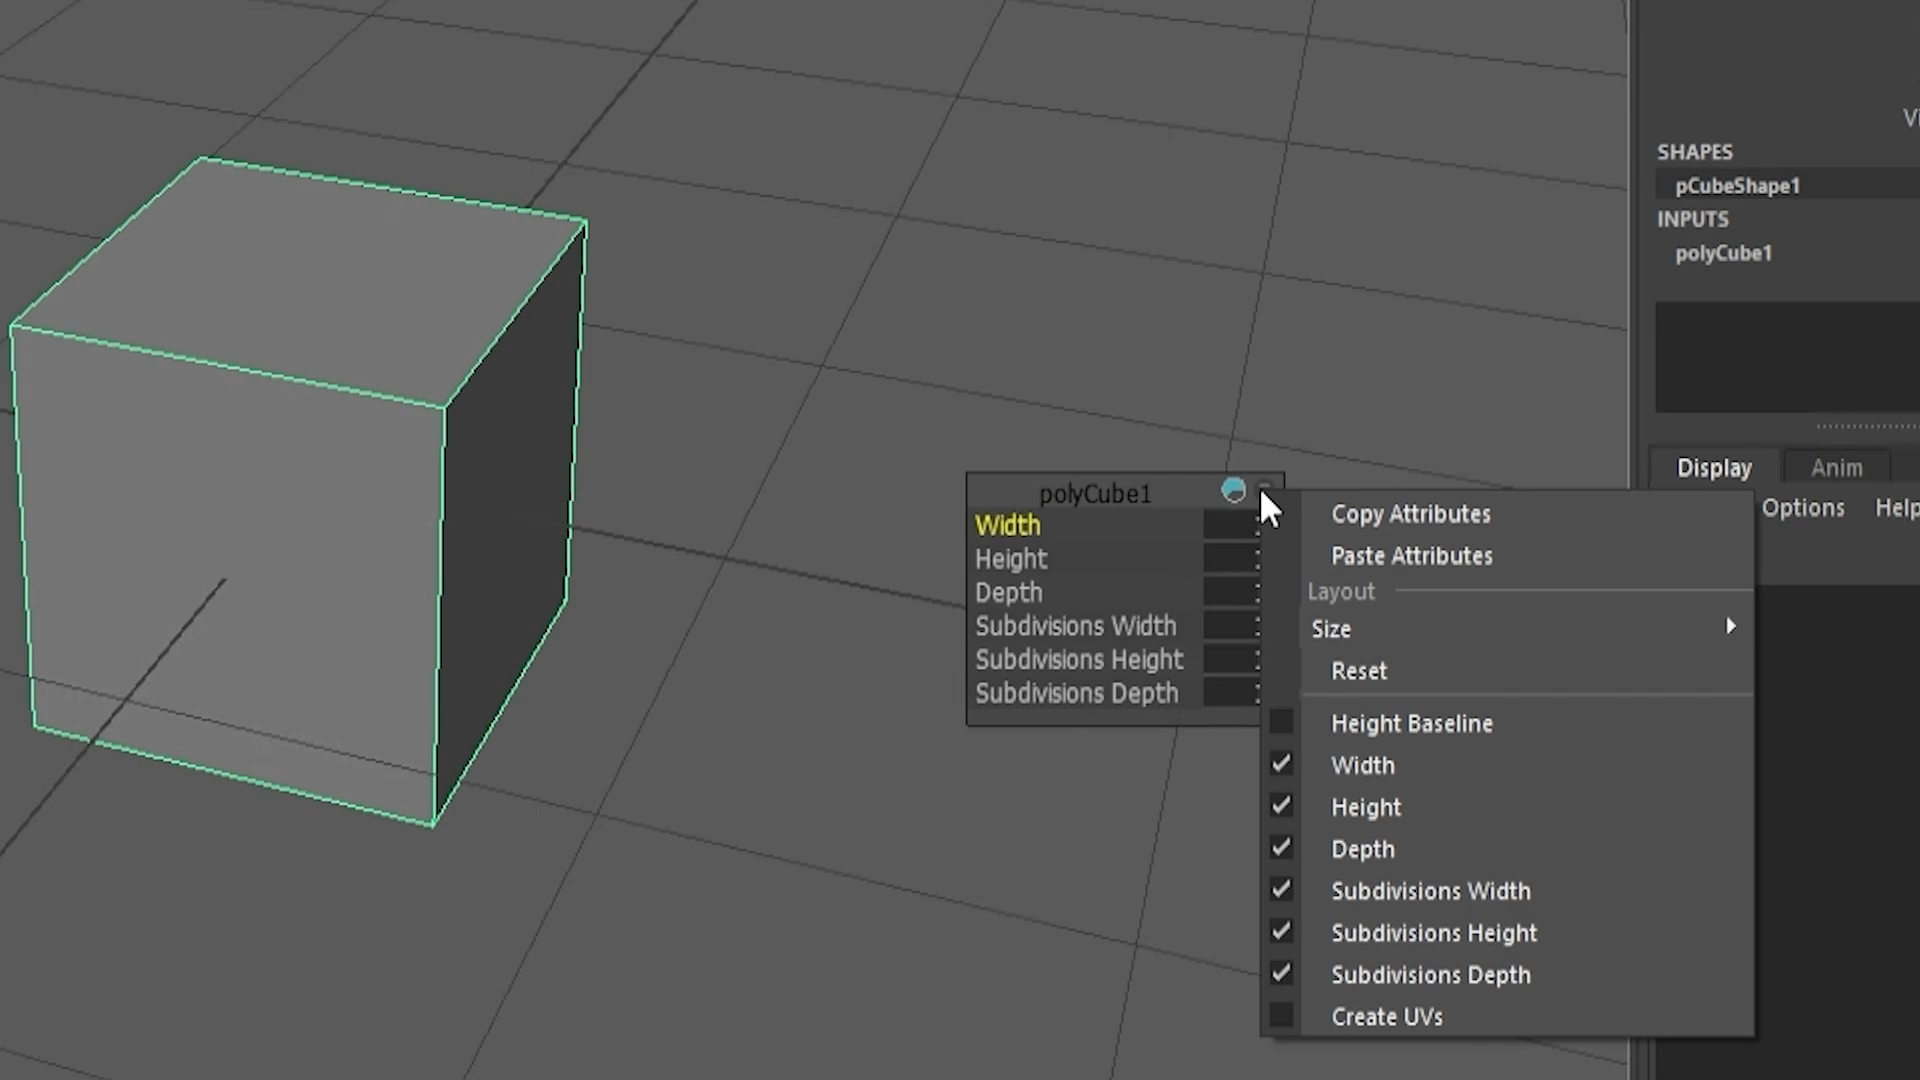 Vi
SHAPES
pCubeShape1
INPUTS
polyCube1
Display
Anim
Options
Help
polyCube1
Width
Height
Depth
Subdivisions Width
Subdivisions Height
Subdivisions Depth
Copy Attributes
Paste Attributes
Layout
Size
Reset
Height Baseline
Width
Height
Depth
Subdivisions Width
Subdivisions Height
Subdivisions Depth
Create UVs